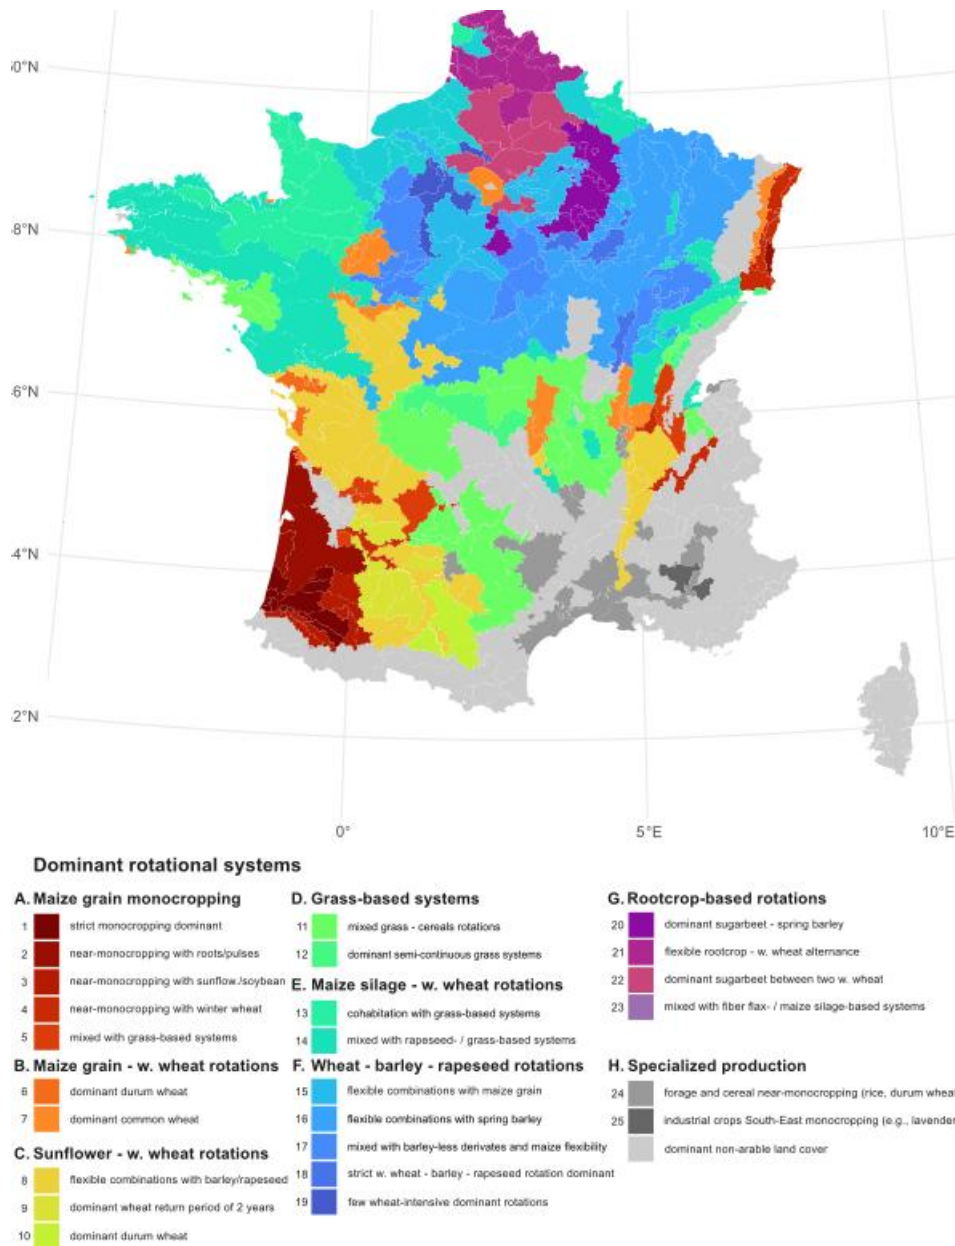 0°N
8°N
6°N
4°N
2°N
0°
5°E
10°E
Dominant rotational systems
A. Maize grain monocropping
1 strict monocropping dominant
2 near-monocropping with roots/pulses
3 near-monocropping with sunflow./soybean
4 near-monocropping with winter wheat
5 mixed with grass-based systems
B. Maize grain - w. wheat rotations
6 dominant durum wheat
7 dominant common wheat
C. Sunflower - w. wheat rotations
8 flexible combinations with barley/rapeseed
9 dominant wheat return period of 2 years
10 dominant durum wheat
D. Grass-based systems
11 mixed grass - cereals rotations
12 dominant semi-continuous grass systems
E. Maize silage - w. wheat rotations
13 cohabitation with grass-based systems
14 mixed with rapeseed- / grass-based systems
F. Wheat - barley - rapeseed rotations
15 flexible combinations with maize grain
16 flexible combinations with spring barley
17 mixed with barley-less derivates and maize flexibility
18 strict w. wheat - barley - rapeseed rotation dominant
19 few wheat-intensive dominant rotations
G. Rootcrop-based rotations
20 dominant sugarbeet - spring barley
21 flexible rootcrop - w. wheat alternance
22 dominant sugarbeet between two w. wheat
23 mixed with fiber flax- / maize silage-based systems
H. Specialized production
24 forage and cereal near-monocropping (rice, durum whea
25 industrial crops South-East monocropping (e.g., lavender
dominant non-arable land cover